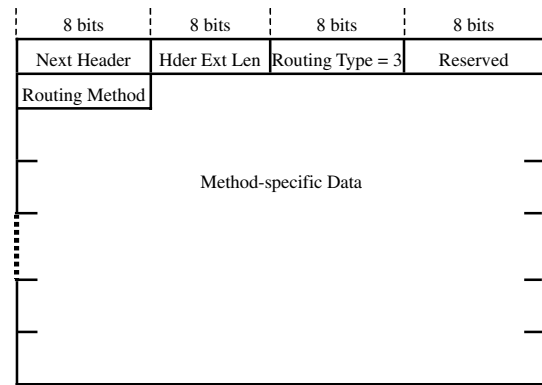 8 bits 8 bits 8 bits 8 bits
Next Header Hder Ext Len Routing Type = 3 Reserved
Routing Method
Method-specific Data